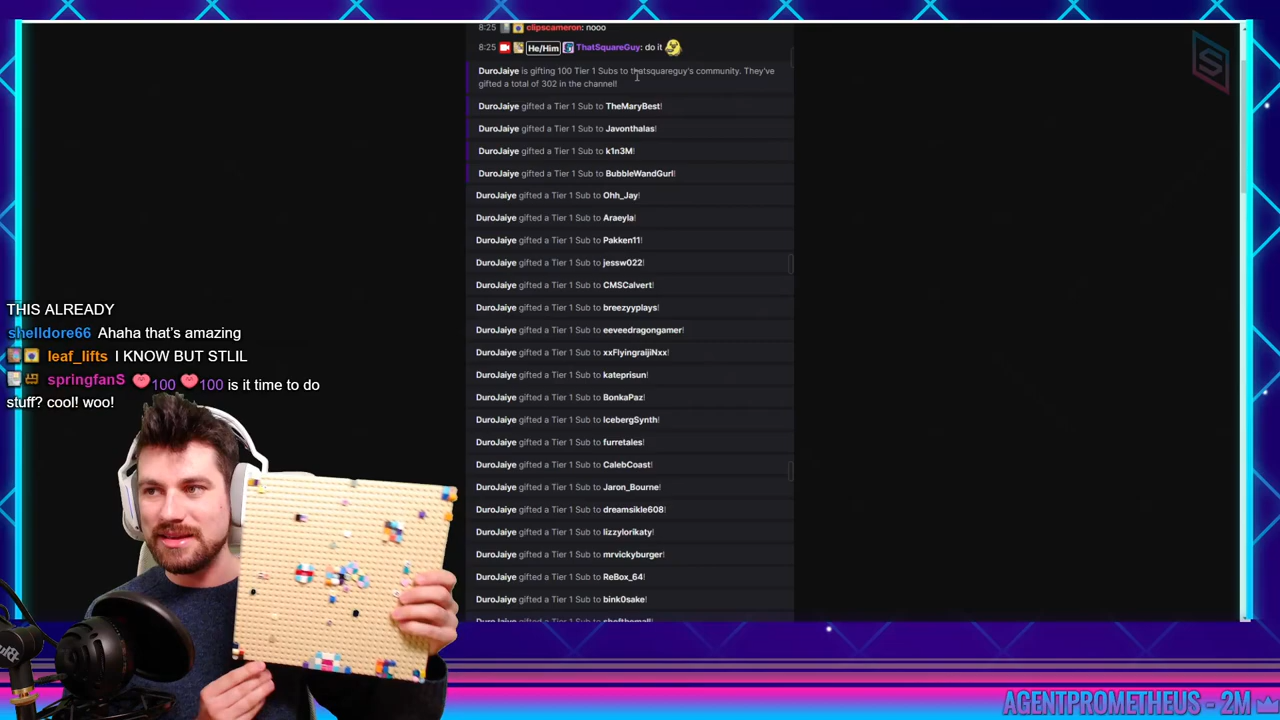 8:25 clipscameron: nooo
8:25 He/Him ThatSquareGuy: do it
DuroJaiye is gifting 100 Tier 1 Subs to thatsquareguy's community. They've
gifted a total of 302 in the channel!
DuroJaiye gifted a Tier 1 Sub to TheMaryBest!
DuroJaiye gifted a Tier 1 Sub to Javonthalas!
DuroJaiye gifted a Tier 1 Sub to k1n3M!
DuroJaiye gifted a Tier 1 Sub to BubbleWandGurl!
DuroJaiye gifted a Tier 1 Sub to Ohh_Jay!
DuroJaiye gifted a Tier 1 Sub to Araeyla!
DuroJaiye gifted a Tier 1 Sub to Pakken11!
DuroJaiye gifted a Tier 1 Sub to jessw022!
DuroJaiye gifted a Tier 1 Sub to CMSCalvert!
DuroJaiye gifted a Tier 1 Sub to breezyyplays!
DuroJaiye gifted a Tier 1 Sub to eeveedragongamer!
DuroJaiye gifted a Tier 1 Sub to xxFlyingraijiNxx!
DuroJaiye gifted a Tier 1 Sub to kateprisun!
DuroJaiye gifted a Tier 1 Sub to BonkaPaz!
DuroJaiye gifted a Tier 1 Sub to IcebergSynth!
DuroJaiye gifted a Tier 1 Sub to furretales!
DuroJaiye gifted a Tier 1 Sub to CalebCoast!
DuroJaiye gifted a Tier 1 Sub to Jaron_Bourne!
DuroJaiye gifted a Tier 1 Sub to dreamsikle608!
DuroJaiye gifted a Tier 1 Sub to lizzylorikaty!
DuroJaiye gifted a Tier 1 Sub to mrvickyburger!
DuroJaiye gifted a Tier 1 Sub to ReBox_64!
DuroJaiye gifted a Tier 1 Sub to bink0sake!
DuroJaiye gifted a Tier 1 Sub to
THIS ALREADY
shelldore66 Ahaha that's amazing
leaf_lifts I KNOW BUT STLIL
springfanS 100 100 is it time to do
stuff? cool! woo!
AGENTPROMETHEUS - 2M